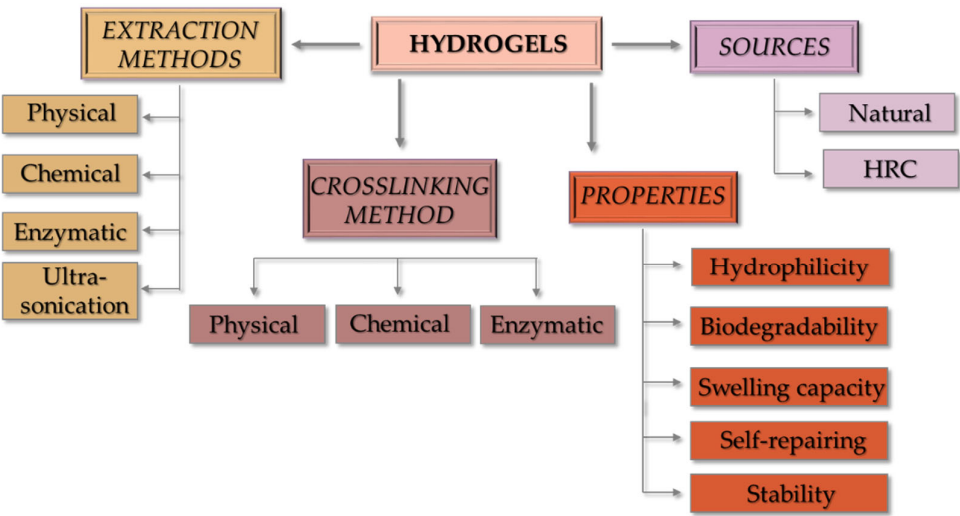 EXTRACTION
METHODS
HYDROGELS
SOURCES
Physical
Chemical
Enzymatic
Ultra-
sonication
Natural
HRC
CROSSLINKING
METHOD
Physical
Chemical
Enzymatic
PROPERTIES
Hydrophilicity
Biodegradability
Swelling capacity
Self-repairing
Stability